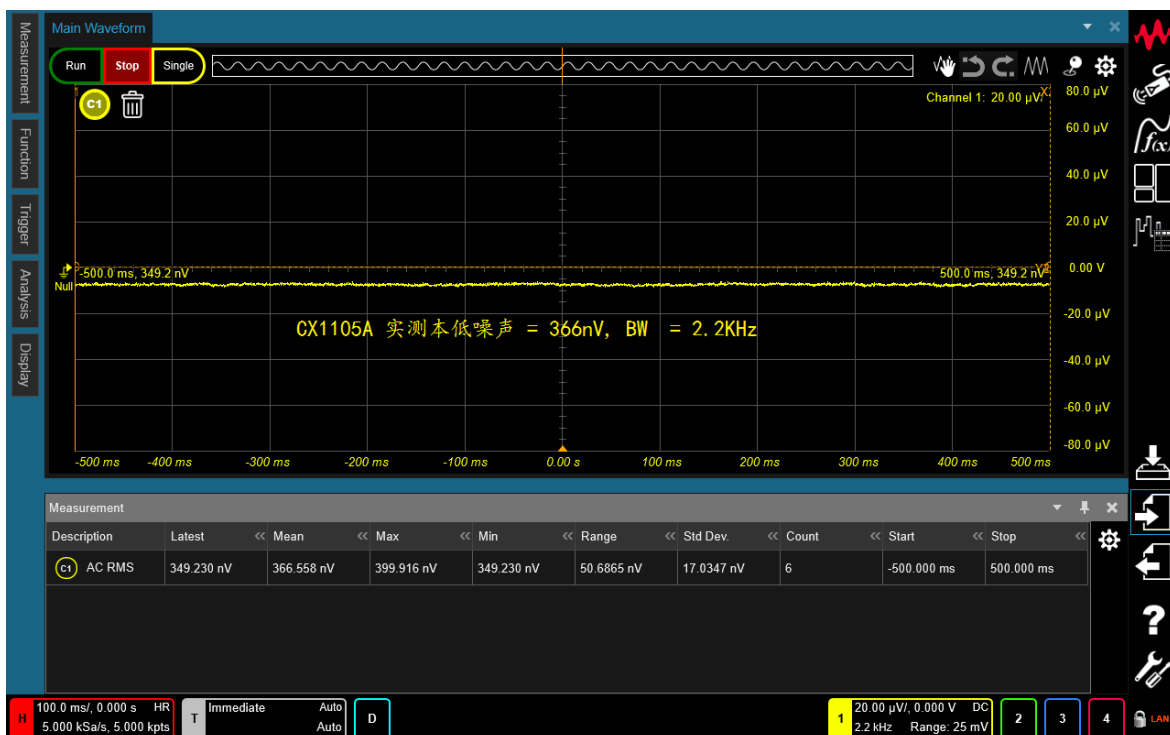 Main Waveform
Measurement
Function
Trigger
Analysis
Display
Run Stop Single
C1
Channel 1: 20.00 µV/
X2
80.0 µV
60.0 µV
40.0 µV
20.0 µV
0.00 V
-20.0 µV
-40.0 µV
-60.0 µV
-80.0 µV
f(x)
-500.0 ms, 349.2 nV
500.0 ms, 349.2 nV
Y2
Null
CX1105A 实测本低噪声 = 366nV, BW = 2.2KHz
-500 ms -400 ms -300 ms -200 ms -100 ms 0.00 s 100 ms 200 ms 300 ms 400 ms 500 ms
Measurement
Description Latest Mean Max Min Range Std Dev. Count Start Stop
C1 AC RMS 349.230 nV 366.558 nV 399.916 nV 349.230 nV 50.6865 nV 17.0347 nV 6 -500.000 ms 500.000 ms
H
100.0 ms/, 0.000 s HR
5.000 kSa/s, 5.000 kpts
T
Immediate Auto
Auto
D
1
20.00 µV/, 0.000 V DC
2.2 kHz Range: 25 mV
2
3
4
LAN